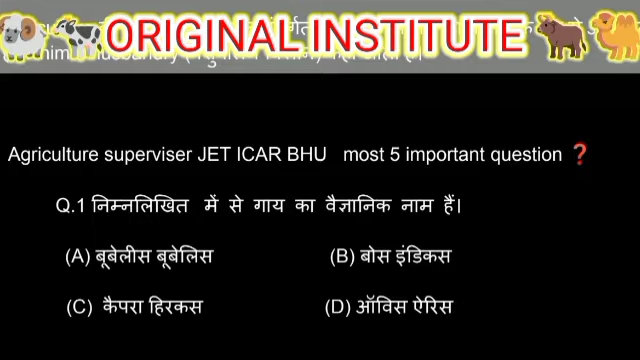 ORIGINAL INSTITUTE
Agriculture superviser JET ICAR BHU most 5 important question ❓
Q.1 निम्नलिखित में से गाय का वैज्ञानिक नाम हैं।
(A) बूबेलीस बूबेलिस (B) बोस इंडिकस
(C) कैपरा हिरकस (D) ऑविस ऐरिस